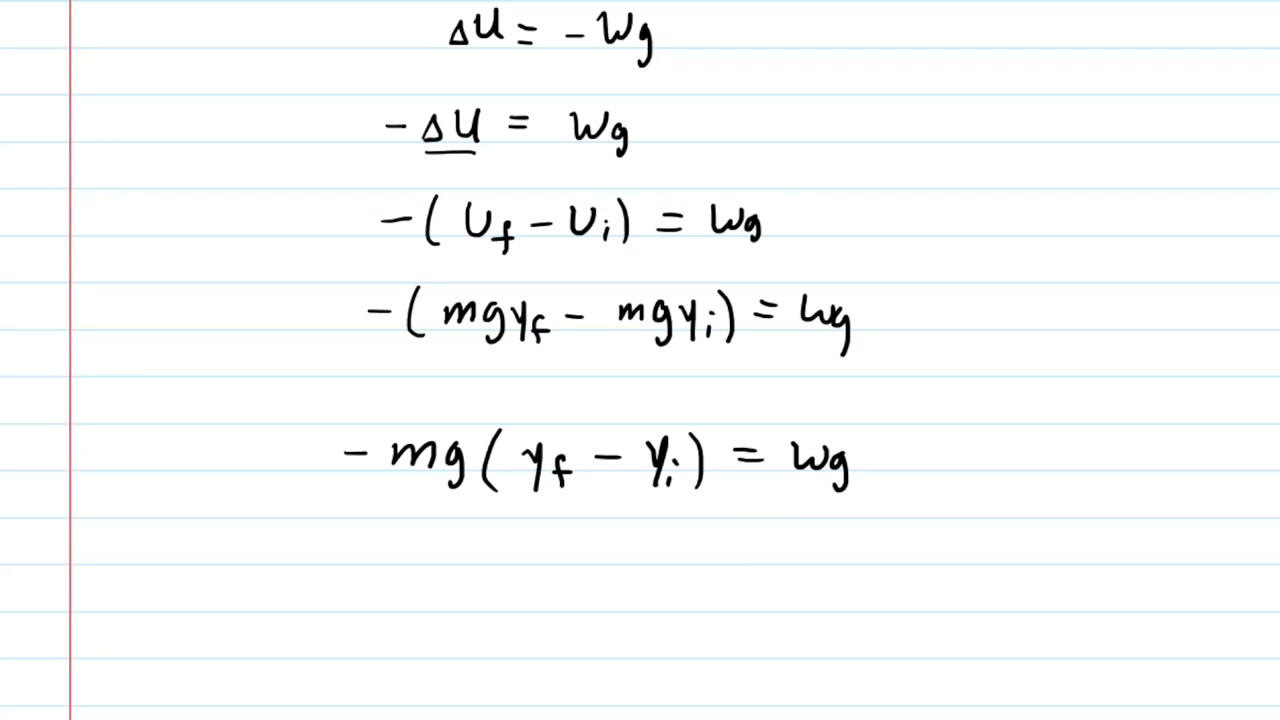 ΔU = - Wg
- ΔU = Wg
- ( Uf - Ui ) = Wg
- ( mgyf - mgyi ) = Wg
- mg ( yf - yi ) = Wg